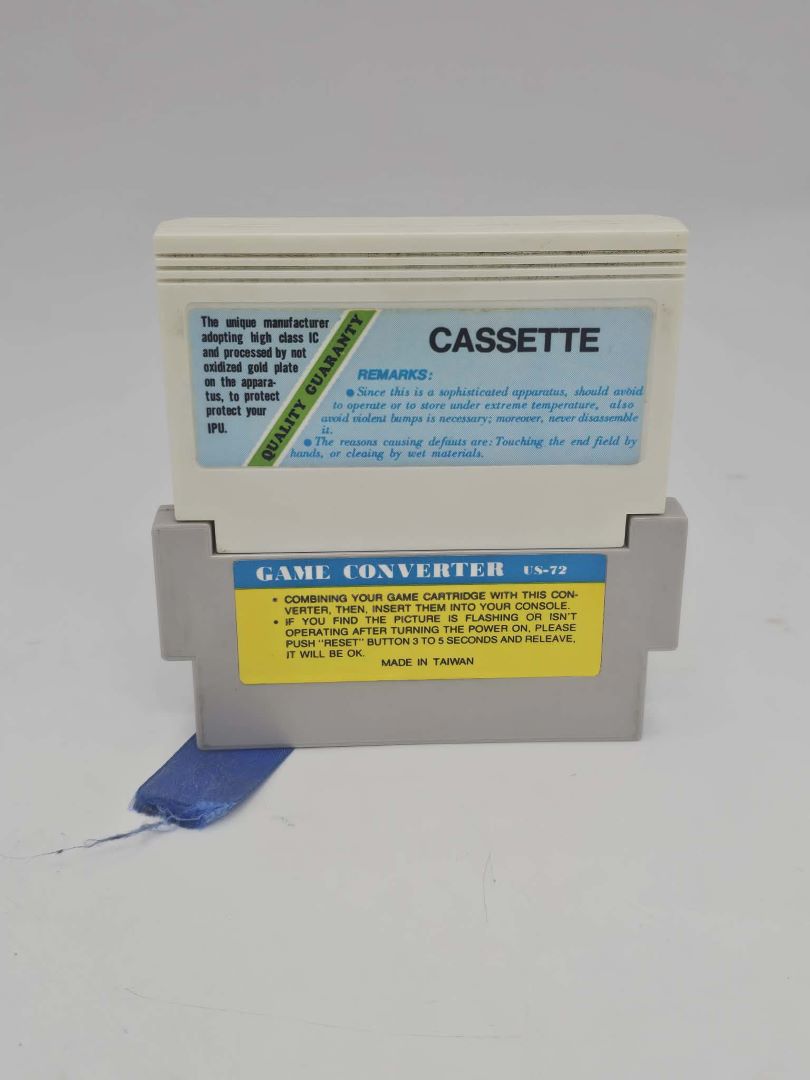 The unique manufacturer
adopting high class IC
and processed by not
oxidized gold plate
on the appara-
tus, to protect
protect your
IPU.
QUALITY GUARANTY
CASSETTE
REMARKS:
● Since this is a sophisticated apparatus, should avoid
to operate or to store under extreme temperature, also
avoid violent bumps is necessary; moreover, never disassemble
it.
● The reasons causing defauts are: Touching the end field by
hands, or cleaing by wet materials.
GAME CONVERTER US-72
• COMBINING YOUR GAME CARTRIDGE WITH THIS CON-
VERTER, THEN, INSERT THEM INTO YOUR CONSOLE.
• IF YOU FIND THE PICTURE IS FLASHING OR ISN'T
OPERATING AFTER TURNING THE POWER ON, PLEASE
PUSH "RESET" BUTTON 3 TO 5 SECONDS AND RELEAVE,
IT WILL BE OK.
MADE IN TAIWAN